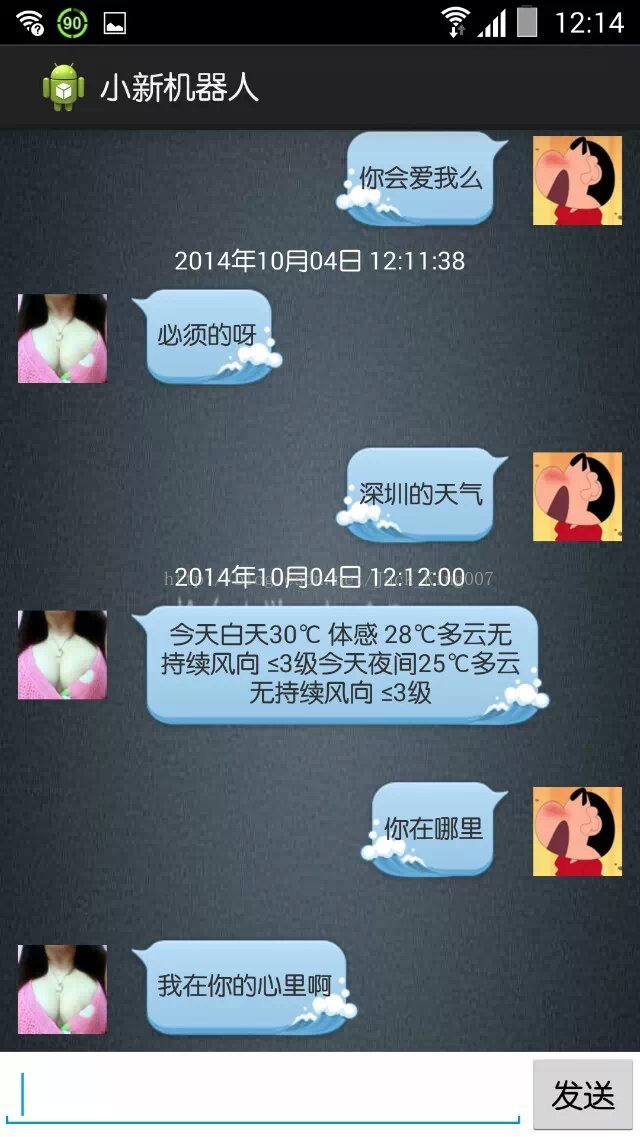 90
12:14
小新机器人
你会爱我么
2014年10月04日 12:11:38
必须的呀
深圳的天气
2014年10月04日 12:12:00
今天白天30℃ 体感 28℃多云无
持续风向 ≤3级今天夜间25℃多云
无持续风向 ≤3级
你在哪里
我在你的心里啊
发送